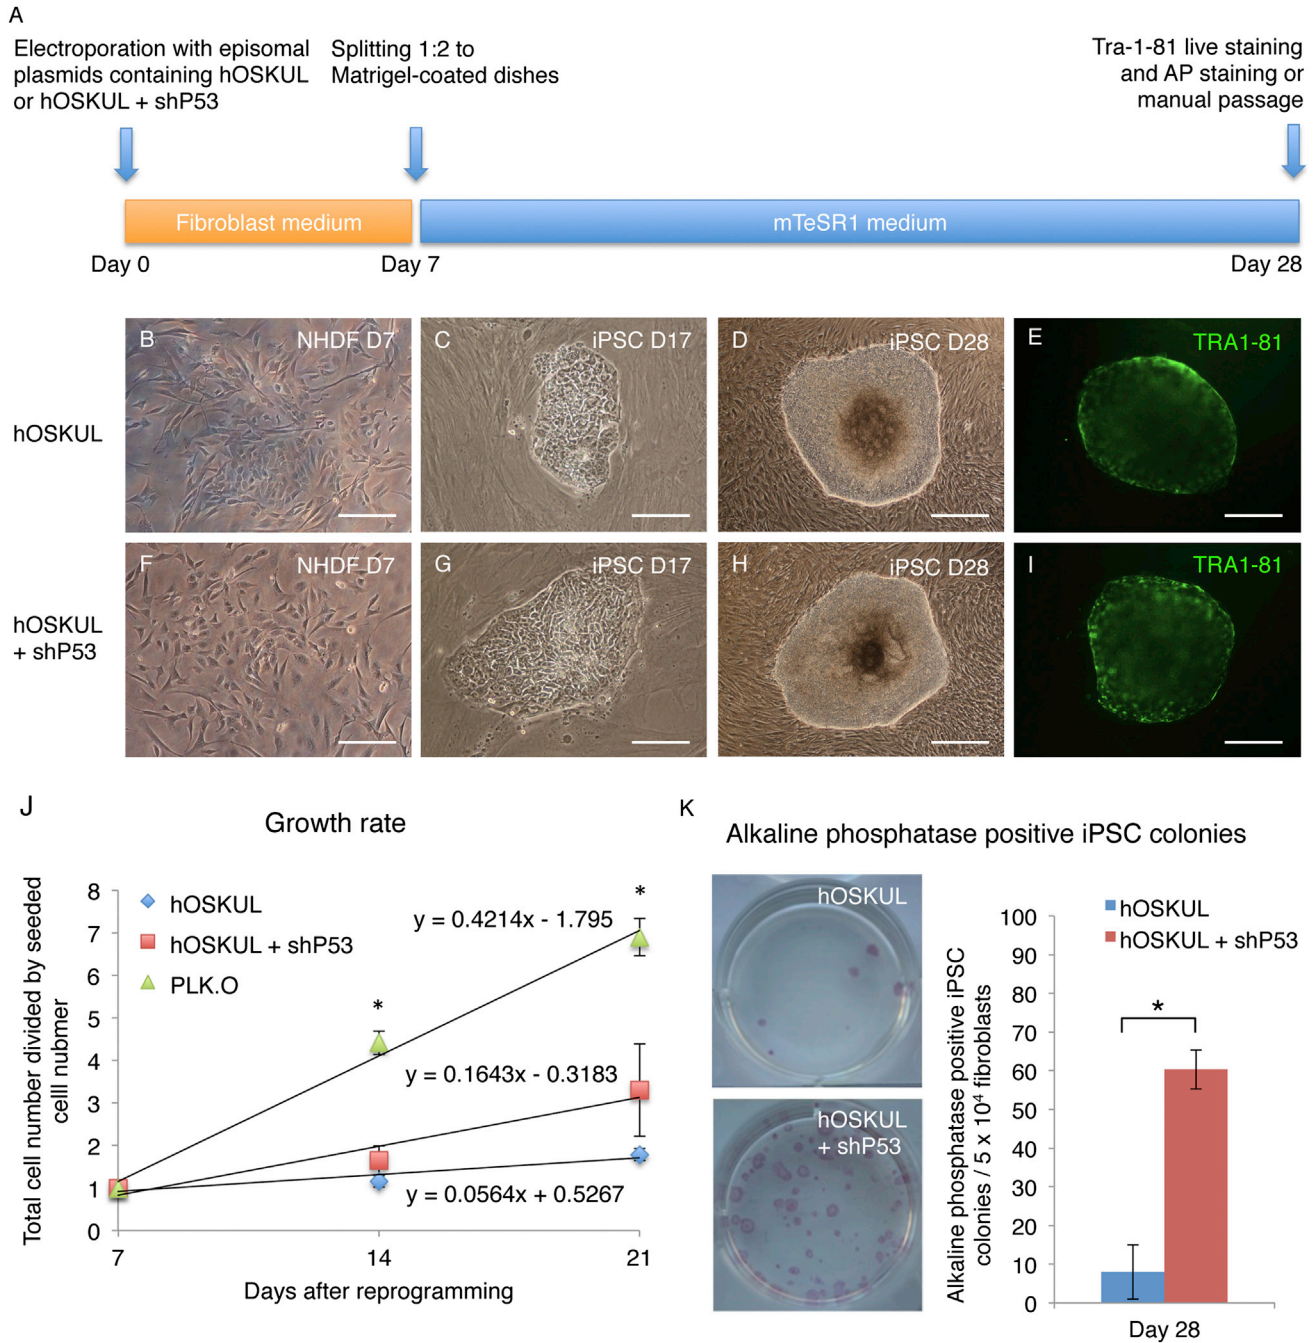 A
Electroporation with episomal
plasmids containing hOSKUL
or hOSKUL + shP53
Splitting 1:2 to
Matrigel-coated dishes
Tra-1-81 live staining
and AP staining or
manual passage
Fibroblast medium
mTeSR1 medium
Day 0
Day 7
Day 28
hOSKUL
B
NHDF D7
C
iPSC D17
D
iPSC D28
E
TRA1-81
hOSKUL
+ shP53
F
NHDF D7
G
iPSC D17
H
iPSC D28
I
TRA1-81
J
Growth rate
Total cell number divided by seeded
celll nubmer
8
7
6
5
4
3
2
1
0
hOSKUL
hOSKUL + shP53
PLK.O
y = 0.4214x - 1.795
*
*
y = 0.1643x - 0.3183
y = 0.0564x + 0.5267
7
14
21
Days after reprogramming
K
Alkaline phosphatase positive iPSC colonies
hOSKUL
hOSKUL
+ shP53
Alkaline phosphatase positive iPSC
colonies / 5 x 10⁴ fibroblasts
100
90
80
70
60
50
40
30
20
10
0
hOSKUL
hOSKUL + shP53
*
Day 28